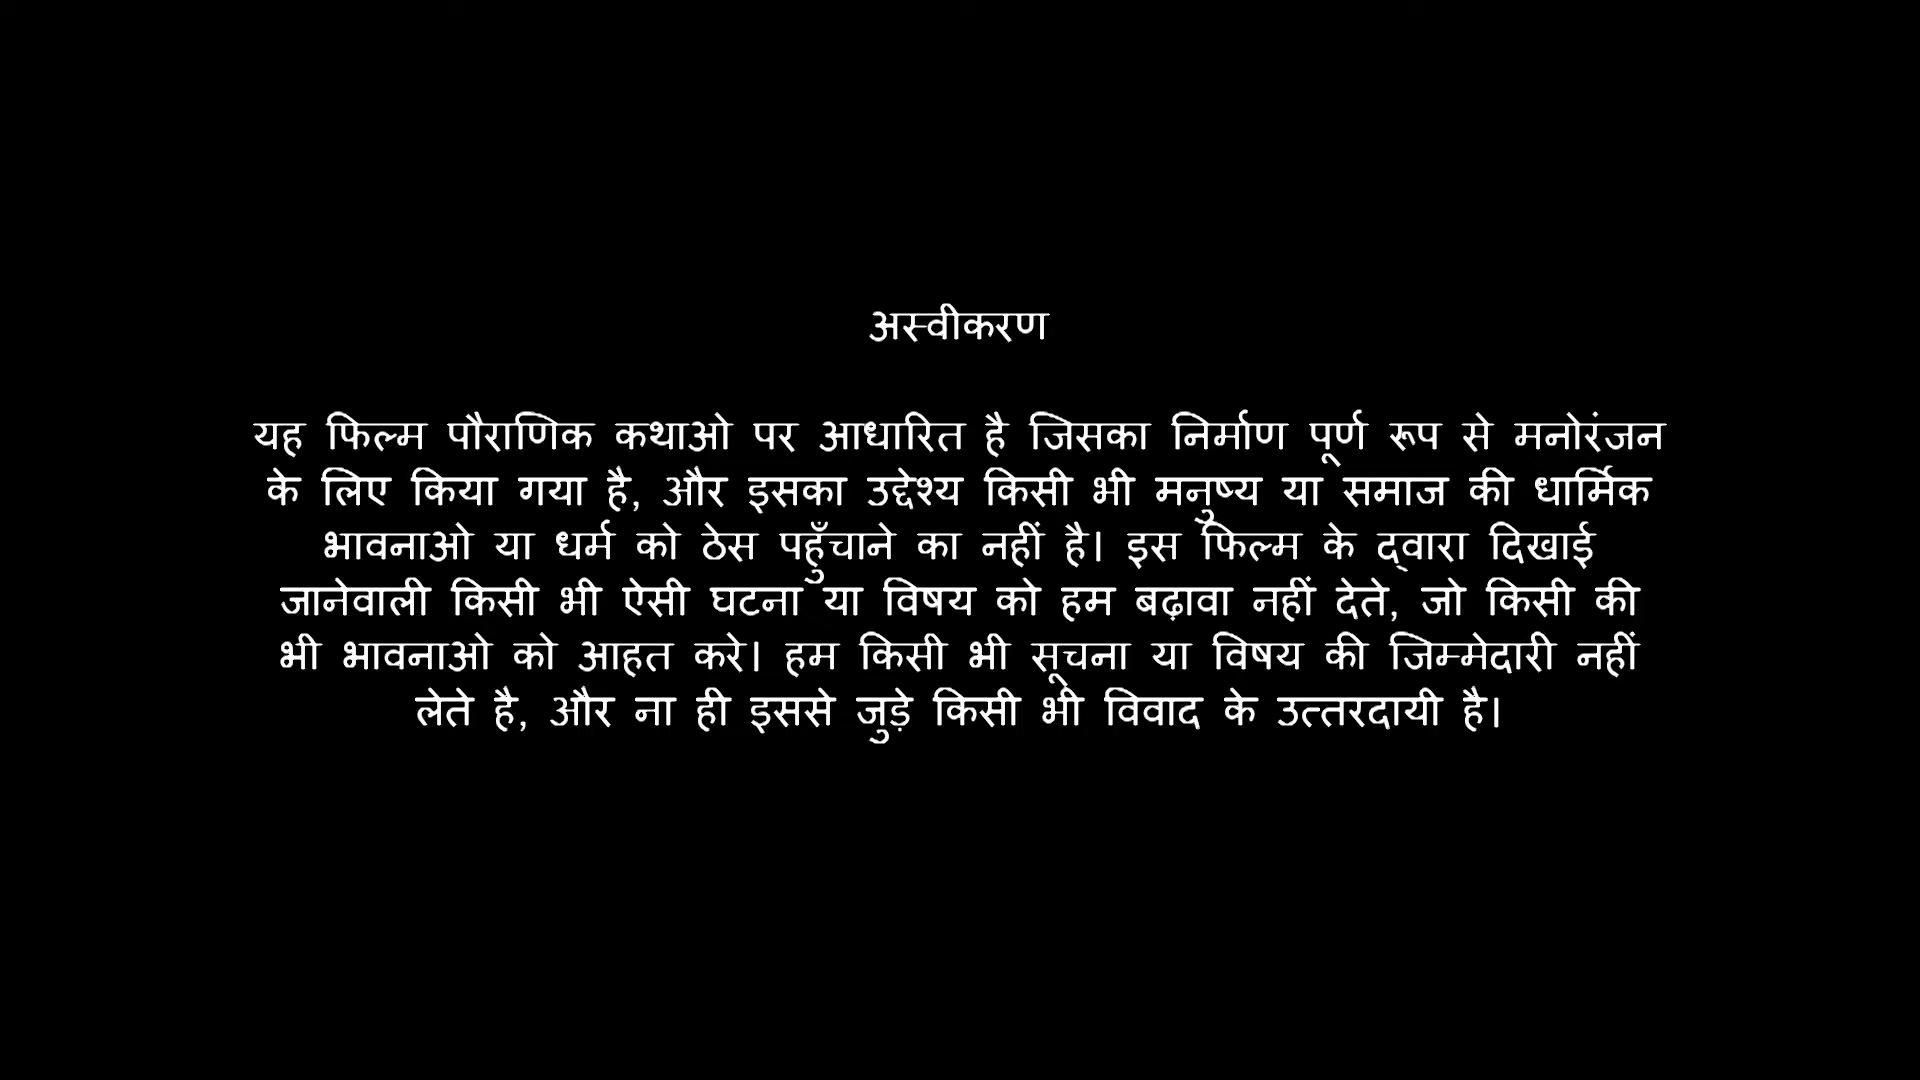 अस्वीकरण
यह फिल्म पौराणिक कथाओ पर आधारित है जिसका निर्माण पूर्ण रूप से मनोरंजन
के लिए किया गया है, और इसका उद्देश्य किसी भी मनुष्य या समाज की धार्मिक
भावनाओ या धर्म को ठेस पहुँचाने का नहीं है। इस फिल्म के द्वारा दिखाई
जानेवाली किसी भी ऐसी घटना या विषय को हम बढ़ावा नहीं देते, जो किसी की
भी भावनाओ को आहत करे। हम किसी भी सूचना या विषय की जिम्मेदारी नहीं
लेते है, और ना ही इससे जुड़े किसी भी विवाद के उत्तरदायी है।